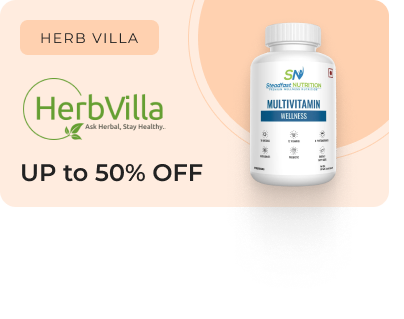 HERB VILLA
HerbVilla
Ask Herbal, Stay Healthy.
UP to 50% OFF
SN
Steadfast NUTRITION
MULTIVITAMIN
WELLNESS